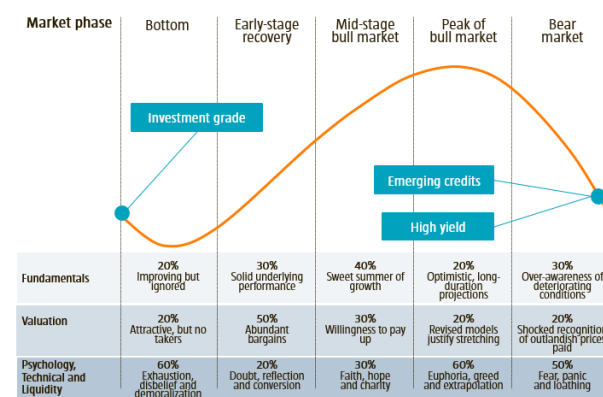 Market phase
Bottom
Early-stage
recovery
Mid-stage
bull market
Peak of
bull market
Bear
market
Investment grade
Emerging credits
High yield
Fundamentals
20%
Improving but
ignored
30%
Solid underlying
performance
40%
Sweet summer of
growth
20%
Optimistic, long-
duration
projections
30%
Over-awareness of
deteriorating
conditions
Valuation
20%
Attractive, but no
takers
50%
Abundant
bargains
30%
Willingness to pay
up
20%
Revised models
justify stretching
20%
Shocked recognition
of outlandish prices
paid
Psychology,
Technical and
Liquidity
60%
Exhaustion,
disbelief and
demoralization
20%
Doubt, reflection
and conversion
30%
Faith, hope
and charity
60%
Euphoria, greed
and extrapolation
50%
Fear, panic
and loathing